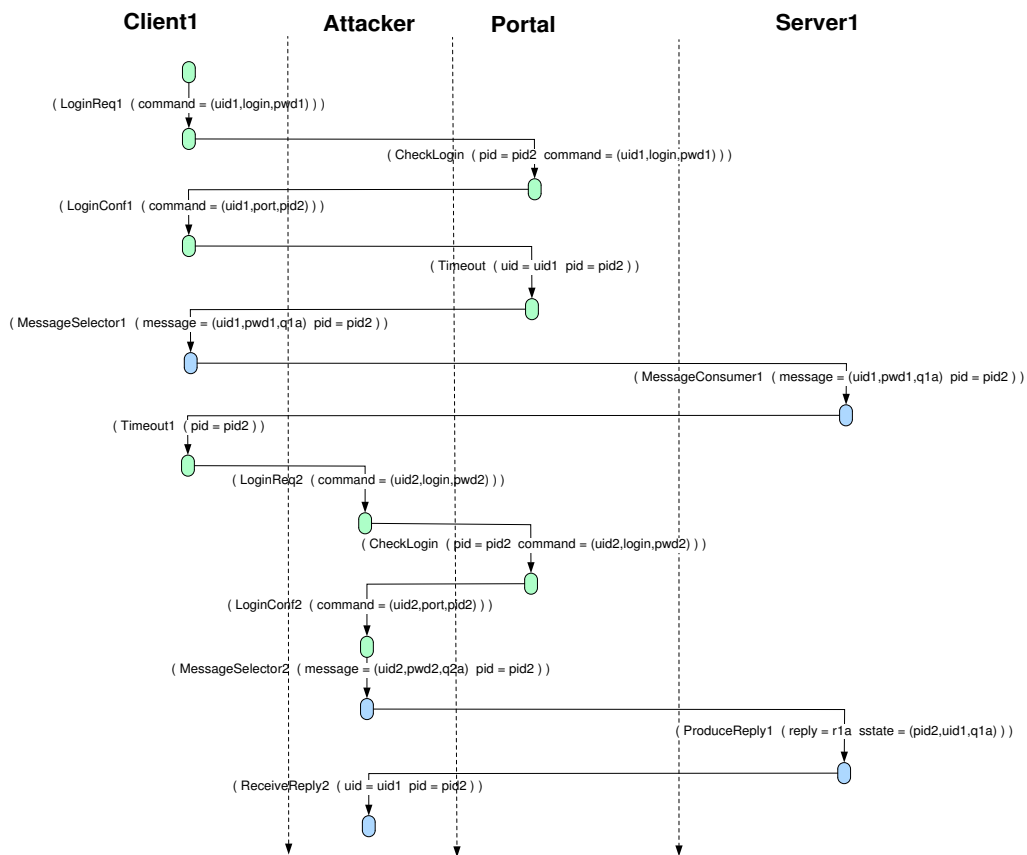 Client1 Attacker Portal Server1
( LoginReq1 ( command = (uid1,login,pwd1) ) )
( CheckLogin ( pid = pid2 command = (uid1,login,pwd1) ) )
( LoginConf1 ( command = (uid1,port,pid2) ) )
( Timeout ( uid = uid1 pid = pid2 ) )
( MessageSelector1 ( message = (uid1,pwd1,q1a) pid = pid2 ) )
( MessageConsumer1 ( message = (uid1,pwd1,q1a) pid = pid2 ) )
( Timeout1 ( pid = pid2 ) )
( LoginReq2 ( command = (uid2,login,pwd2) ) )
( CheckLogin ( pid = pid2 command = (uid2,login,pwd2) ) )
( LoginConf2 ( command = (uid2,port,pid2) ) )
( MessageSelector2 ( message = (uid2,pwd2,q2a) pid = pid2 ) )
( ProduceReply1 ( reply = r1a sstate = (pid2,uid1,q1a) ) )
( ReceiveReply2 ( uid = uid1 pid = pid2 ) )